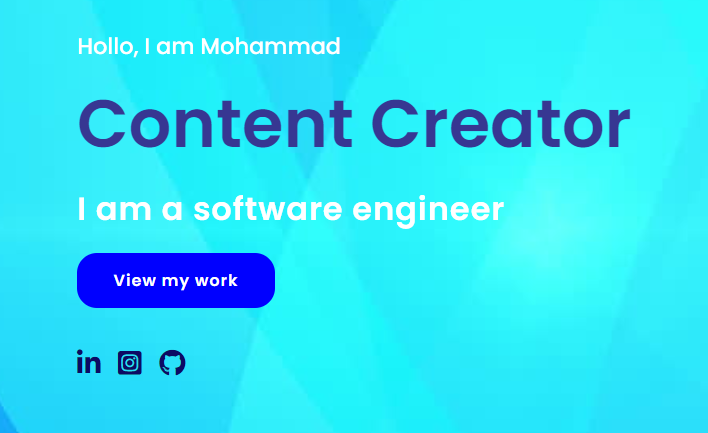 Hollo, I am Mohammad
Content Creator
I am a software engineer
View my work
in